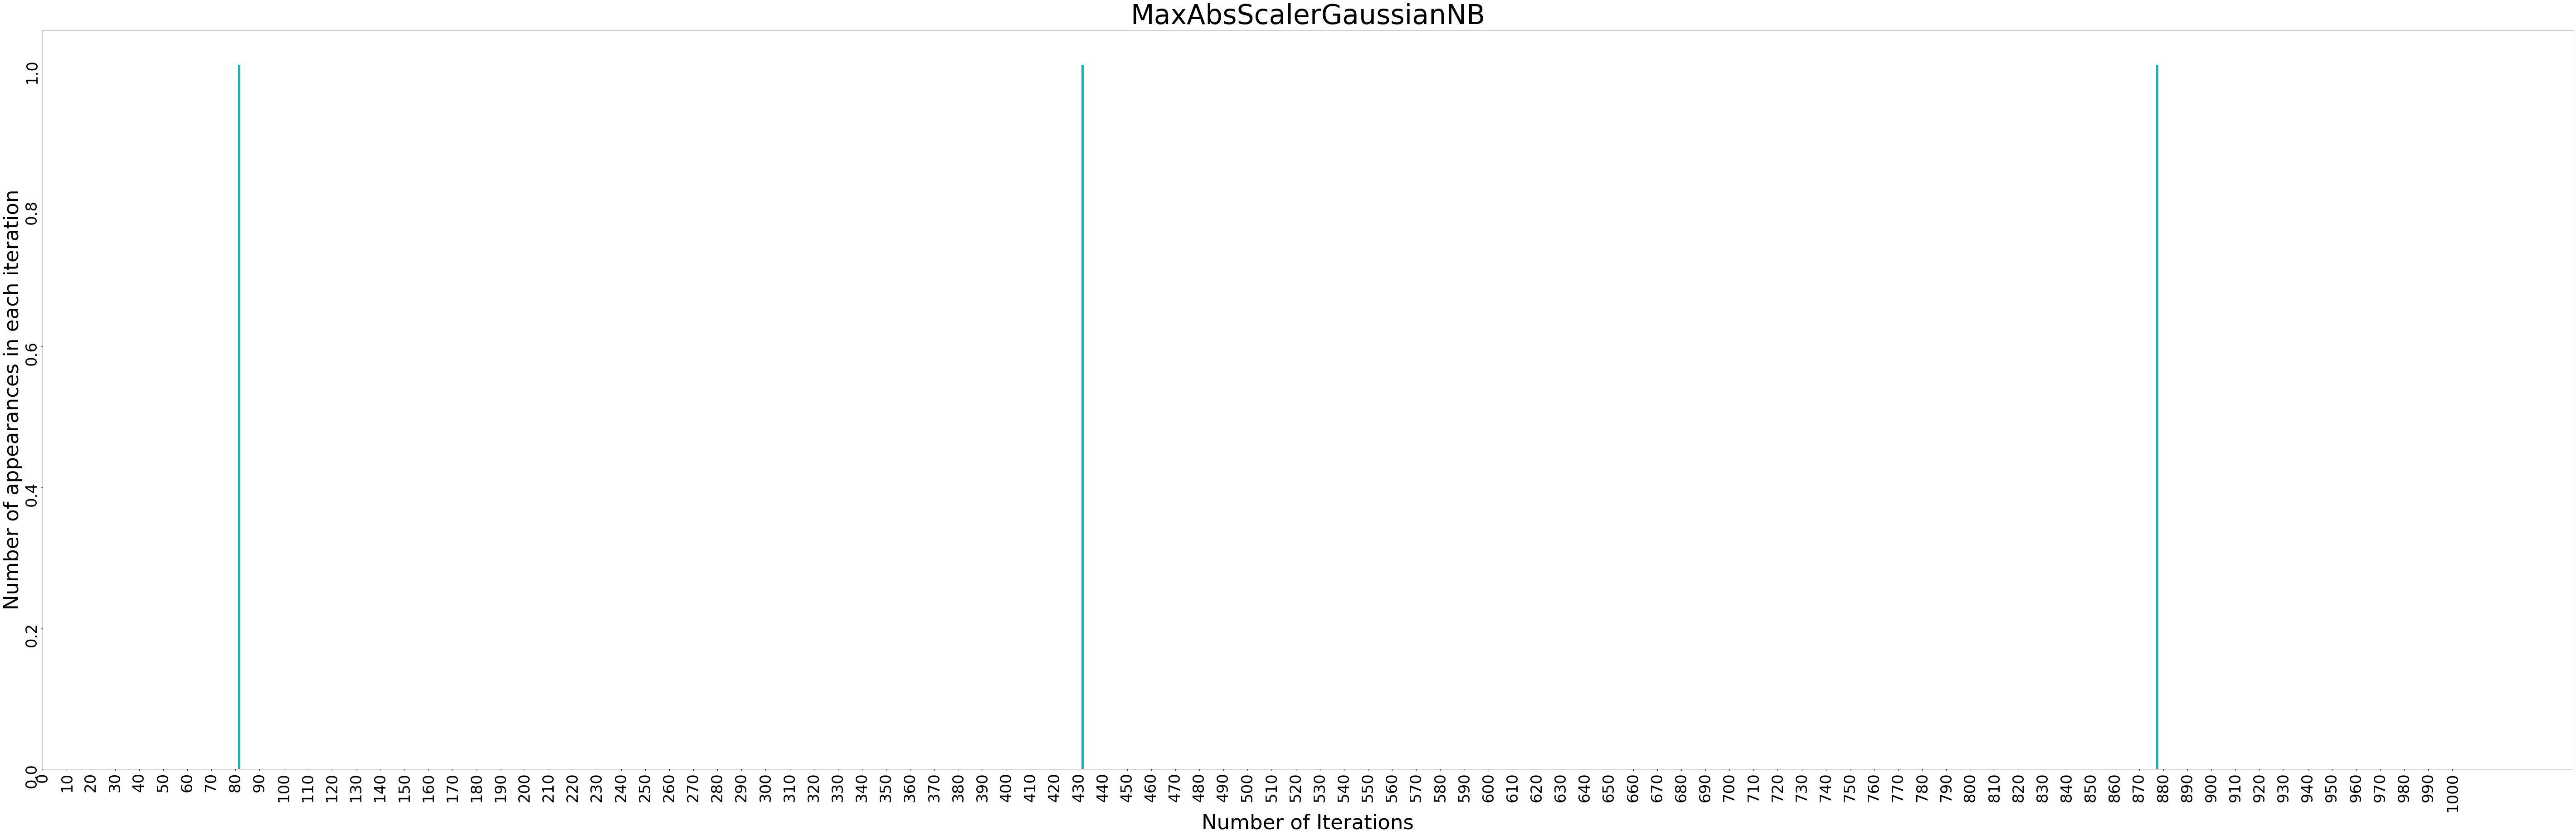 MaxAbsScalerGaussianNB
Number of appearances in each iteration
1.0
0.8
0.6
0.4
0.2
0.0
0 10 20 30 40 50 60 70 80 90 100 110 120 130 140 150 160 170 180 190 200 210 220 230 240 250 260 270 280 290 300 310 320 330 340 350 360 370 380 390 400 410 420 430 440 450 460 470 480 490 500 510 520 530 540 550 560 570 580 590 600 610 620 630 640 650 660 670 680 690 700 710 720 730 740 750 760 770 780 790 800 810 820 830 840 850 860 870 880 890 900 910 920 930 940 950 960 970 980 990 1000
Number of Iterations